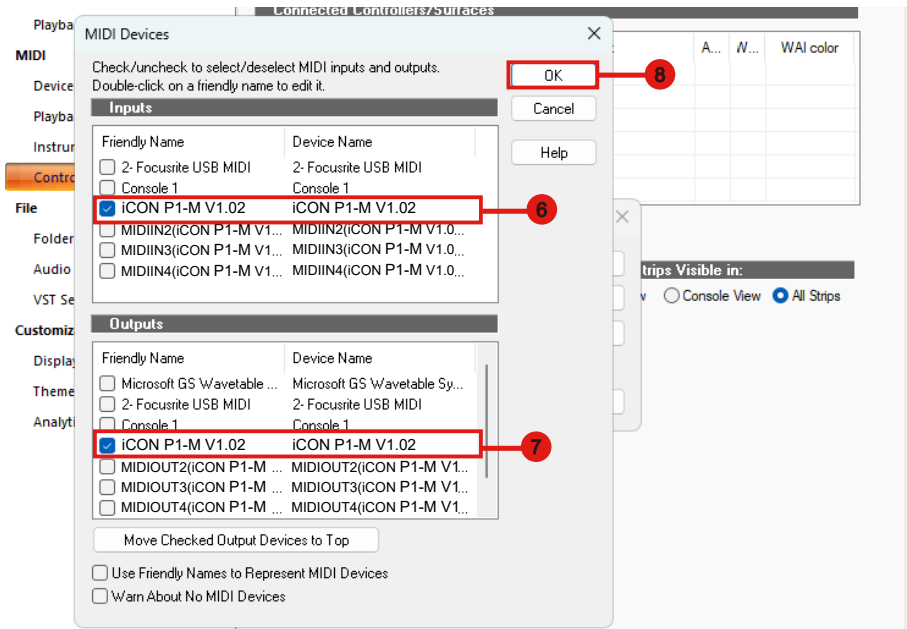 Connected Controllers/Surfaces
Playba
MIDI
Device
Playba
Instrur
Contro
File
Folder
Audio
VST Se
Customiz
Display
Theme
Analyti
A... W... WAI color
trips Visible in:
Console View All Strips
MIDI Devices
Check/uncheck to select/deselect MIDI inputs and outputs.
Double-click on a friendly name to edit it.
OK
8
Cancel
Help
Inputs
Friendly Name Device Name
2- Focusrite USB MIDI 2- Focusrite USB MIDI
Console 1 Console 1
iCON P1-M V1.02 iCON P1-M V1.02
6
MIDIIN2(iCON P1-M V1... MIDIIN2(iCON P1-M V1.0...
MIDIIN3(iCON P1-M V1... MIDIIN3(iCON P1-M V1.0...
MIDIIN4(iCON P1-M V1... MIDIIN4(iCON P1-M V1.0...
Outputs
Friendly Name Device Name
Microsoft GS Wavetable ... Microsoft GS Wavetable Sy...
2- Focusrite USB MIDI 2- Focusrite USB MIDI
Console 1 Console 1
iCON P1-M V1.02 iCON P1-M V1.02
7
MIDIOUT2(iCON P1-M ... MIDIOUT2(iCON P1-M V1...
MIDIOUT3(iCON P1-M ... MIDIOUT3(iCON P1-M V1...
MIDIOUT4(iCON P1-M ... MIDIOUT4(iCON P1-M V1...
Move Checked Output Devices to Top
Use Friendly Names to Represent MIDI Devices
Warn About No MIDI Devices